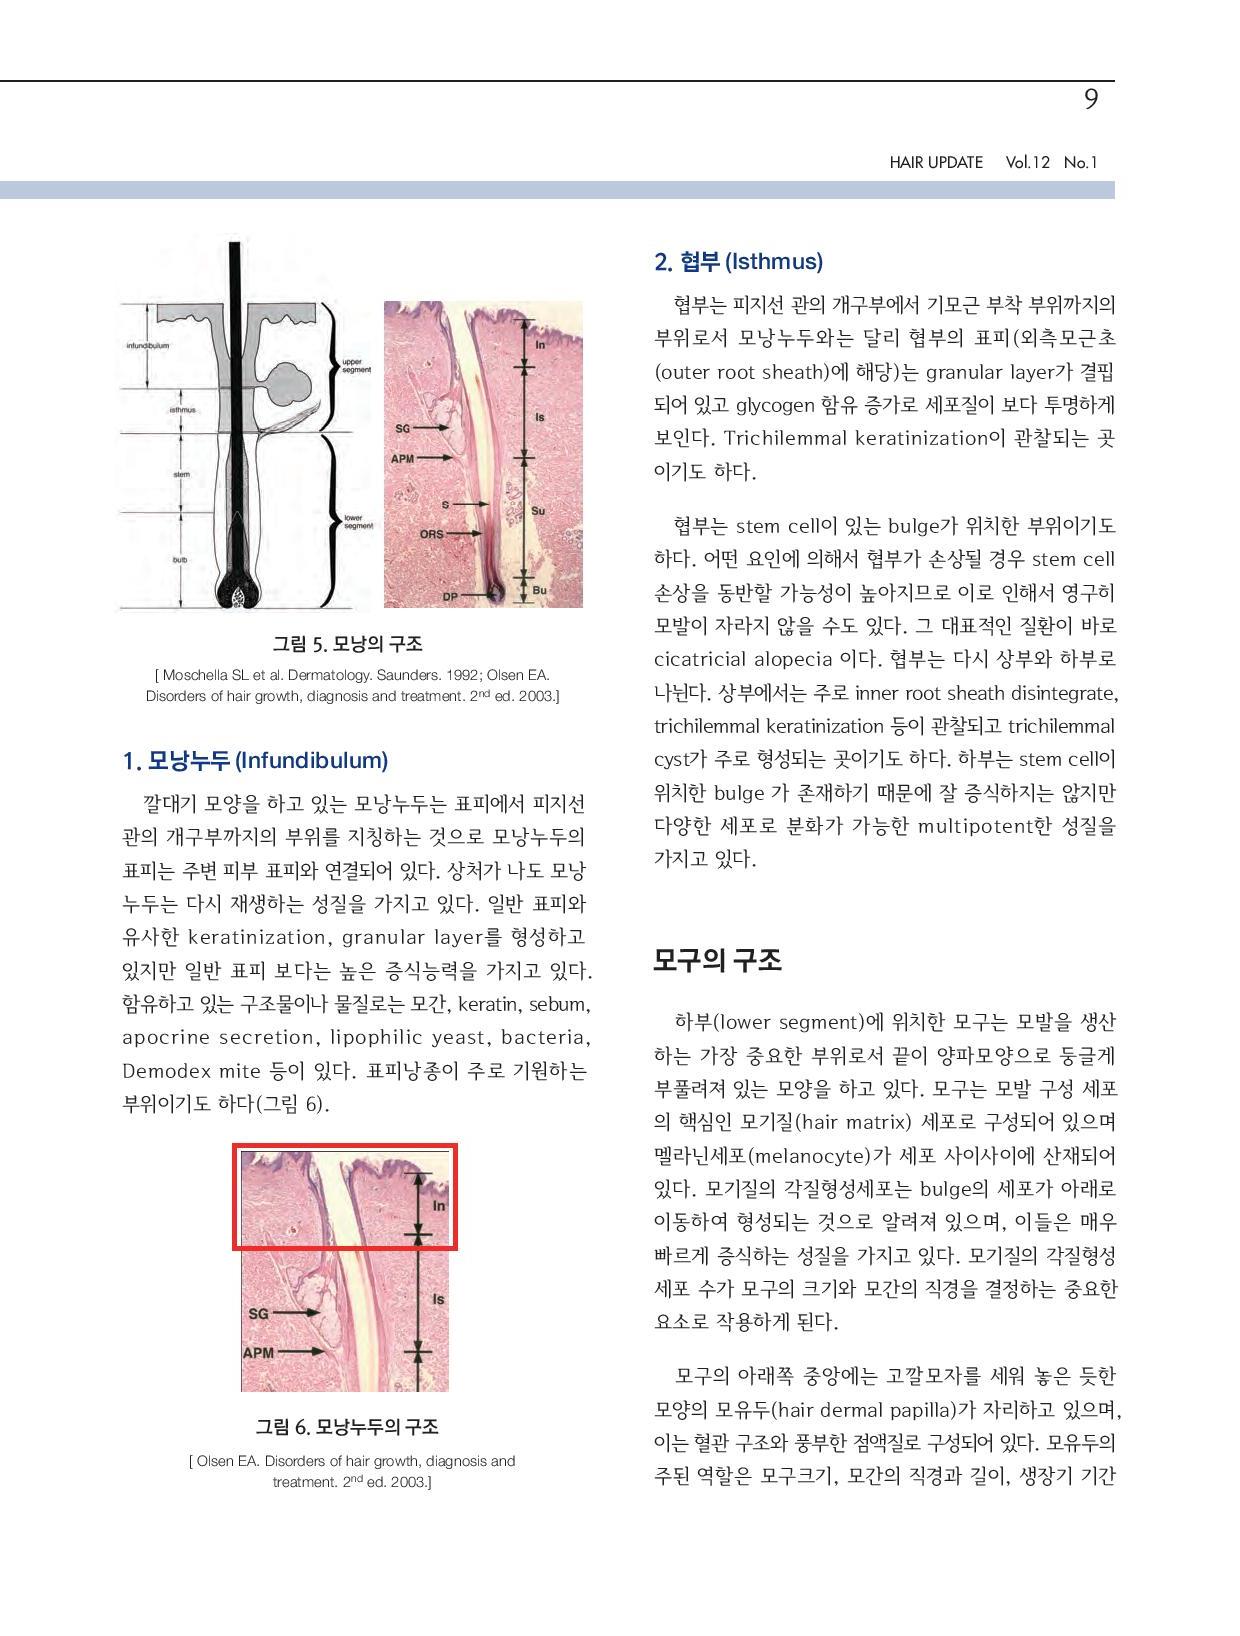 9
HAIR UPDATE Vol.12 No.1
infundibulum
isthmus
stem
bulb
upper
segment
lower
segment
In
Is
SG
APM
S
Su
ORS
DP
Bu
그림 5. 모낭의 구조
[ Moschella SL et al. Dermatology. Saunders. 1992; Olsen EA.
Disorders of hair growth, diagnosis and treatment. 2nd ed. 2003.]
1. 모낭누두 (Infundibulum)
깔대기 모양을 하고 있는 모낭누두는 표피에서 피지선
관의 개구부까지의 부위를 지칭하는 것으로 모낭누두의
표피는 주변 피부 표피와 연결되어 있다. 상처가 나도 모낭
누두는 다시 재생하는 성질을 가지고 있다. 일반 표피와
유사한 keratinization, granular layer를 형성하고
있지만 일반 표피 보다는 높은 증식능력을 가지고 있다.
함유하고 있는 구조물이나 물질로는 모간, keratin, sebum,
apocrine secretion, lipophilic yeast, bacteria,
Demodex mite 등이 있다. 표피낭종이 주로 기원하는
부위이기도 하다(그림 6).
In
Is
SG
APM
그림 6. 모낭누두의 구조
[ Olsen EA. Disorders of hair growth, diagnosis and
treatment. 2nd ed. 2003.]
2. 협부 (Isthmus)
협부는 피지선 관의 개구부에서 기모근 부착 부위까지의
부위로서 모낭누두와는 달리 협부의 표피(외측모근초
(outer root sheath)에 해당)는 granular layer가 결핍
되어 있고 glycogen 함유 증가로 세포질이 보다 투명하게
보인다. Trichilemmal keratinization이 관찰되는 곳
이기도 하다.
협부는 stem cell이 있는 bulge가 위치한 부위이기도
하다. 어떤 요인에 의해서 협부가 손상될 경우 stem cell
손상을 동반할 가능성이 높아지므로 이로 인해서 영구히
모발이 자라지 않을 수도 있다. 그 대표적인 질환이 바로
cicatricial alopecia 이다. 협부는 다시 상부와 하부로
나뉜다. 상부에서는 주로 inner root sheath disintegrate,
trichilemmal keratinization 등이 관찰되고 trichilemmal
cyst가 주로 형성되는 곳이기도 하다. 하부는 stem cell이
위치한 bulge 가 존재하기 때문에 잘 증식하지는 않지만
다양한 세포로 분화가 가능한 multipotent한 성질을
가지고 있다.
모구의 구조
하부(lower segment)에 위치한 모구는 모발을 생산
하는 가장 중요한 부위로서 끝이 양파모양으로 둥글게
부풀려져 있는 모양을 하고 있다. 모구는 모발 구성 세포
의 핵심인 모기질(hair matrix) 세포로 구성되어 있으며
멜라닌세포(melanocyte)가 세포 사이사이에 산재되어
있다. 모기질의 각질형성세포는 bulge의 세포가 아래로
이동하여 형성되는 것으로 알려져 있으며, 이들은 매우
빠르게 증식하는 성질을 가지고 있다. 모기질의 각질형성
세포 수가 모구의 크기와 모간의 직경을 결정하는 중요한
요소로 작용하게 된다.
모구의 아래쪽 중앙에는 고깔모자를 세워 놓은 듯한
모양의 모유두(hair dermal papilla)가 자리하고 있으며,
이는 혈관 구조와 풍부한 점액질로 구성되어 있다. 모유두의
주된 역할은 모구크기, 모간의 직경과 길이, 생장기 기간